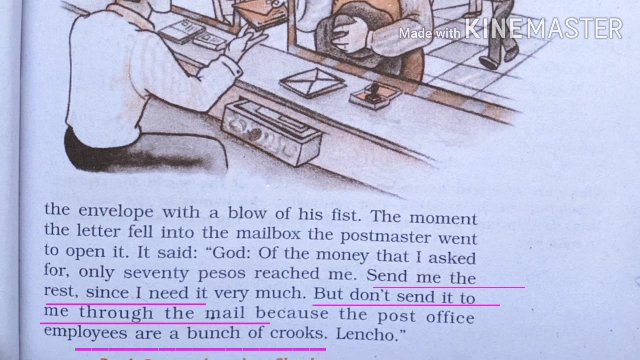 Made with KINEMASTER
the envelope with a blow of his fist. The moment
the letter fell into the mailbox the postmaster went
to open it. It said: “God: Of the money that I asked
for, only seventy pesos reached me. Send me the
rest, since I need it very much. But don’t send it to
me through the mail because the post office
employees are a bunch of crooks. Lencho.”